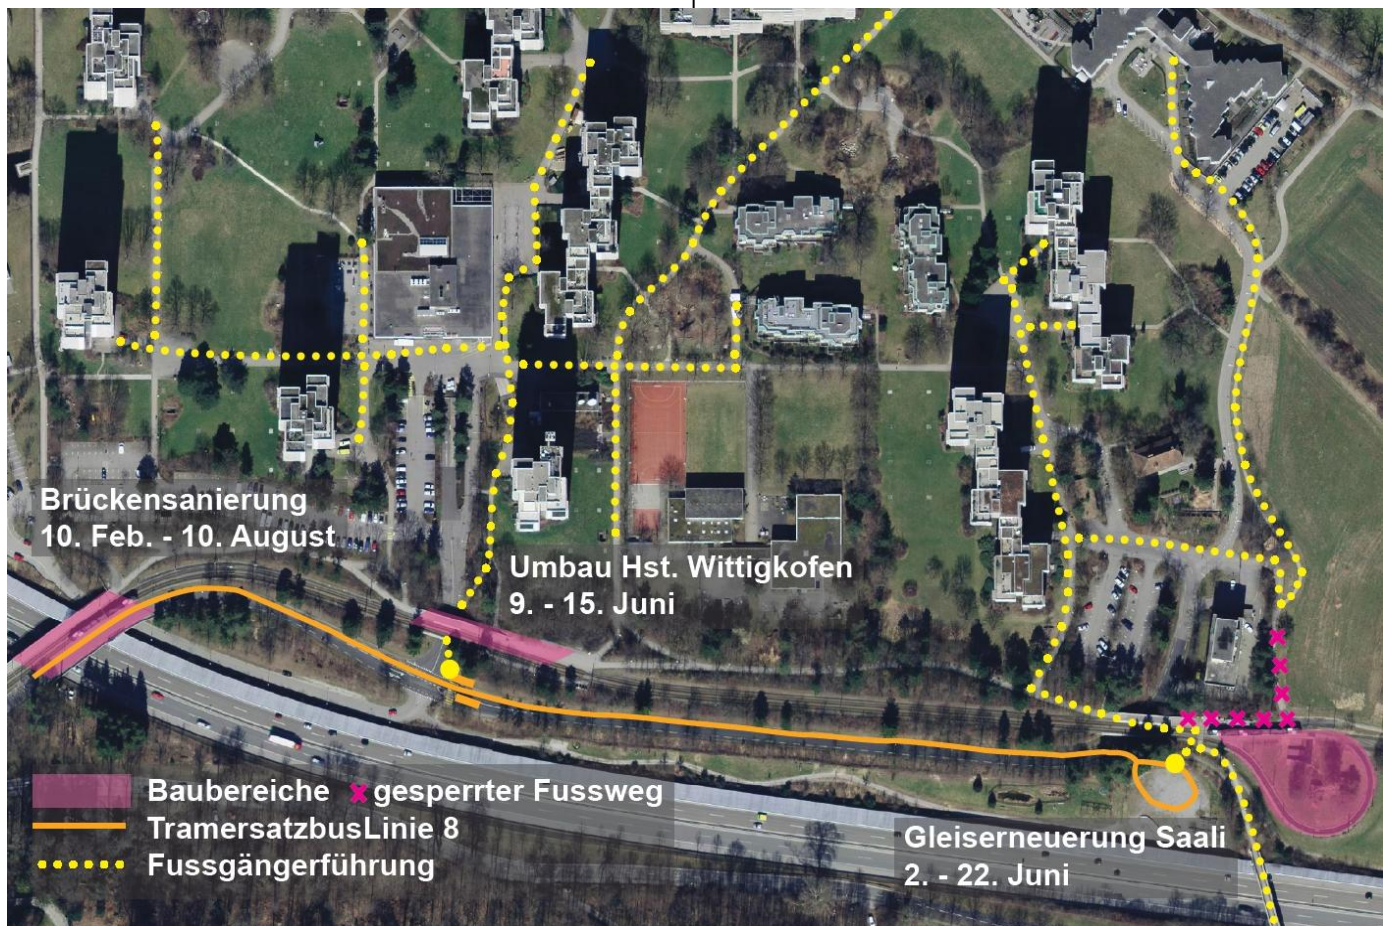 Brückensanierung
10. Feb. - 10. August
Umbau Hst. Wittigkofen
9. - 15. Juni
Baubereiche x gesperrter Fussweg
TramersatzbusLinie 8
Fussgängerführung
Gleiserneuerung Saali
2. - 22. Juni